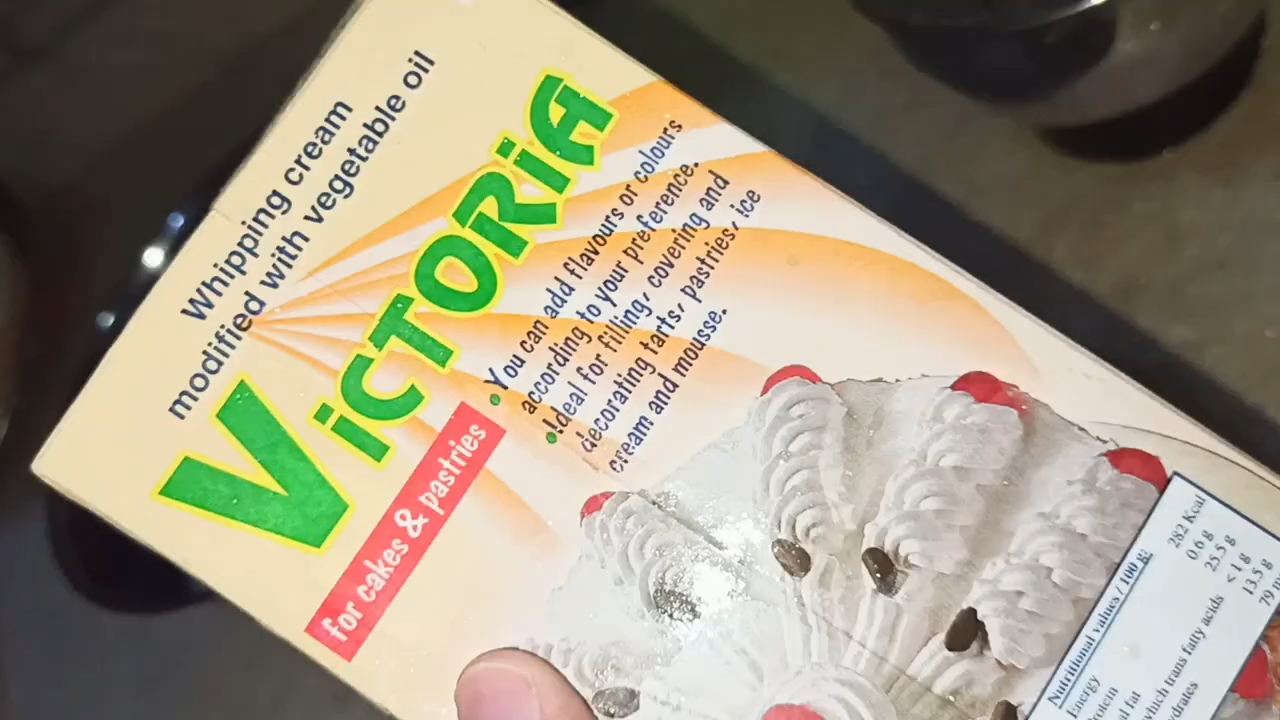 Whipping cream
modified with vegetable oil
ViCTORiA
for cakes & pastries
• You can add flavours or colours
according to your preference.
• Ideal for filling, covering and
decorating tarts, pastries, ice
cream and mousse.
Nutritional values / 100 g:
Energy 282 Kcal
0.6 g
fat 25.5 g
which trans fatty acids < 1 g
13.5 g
79